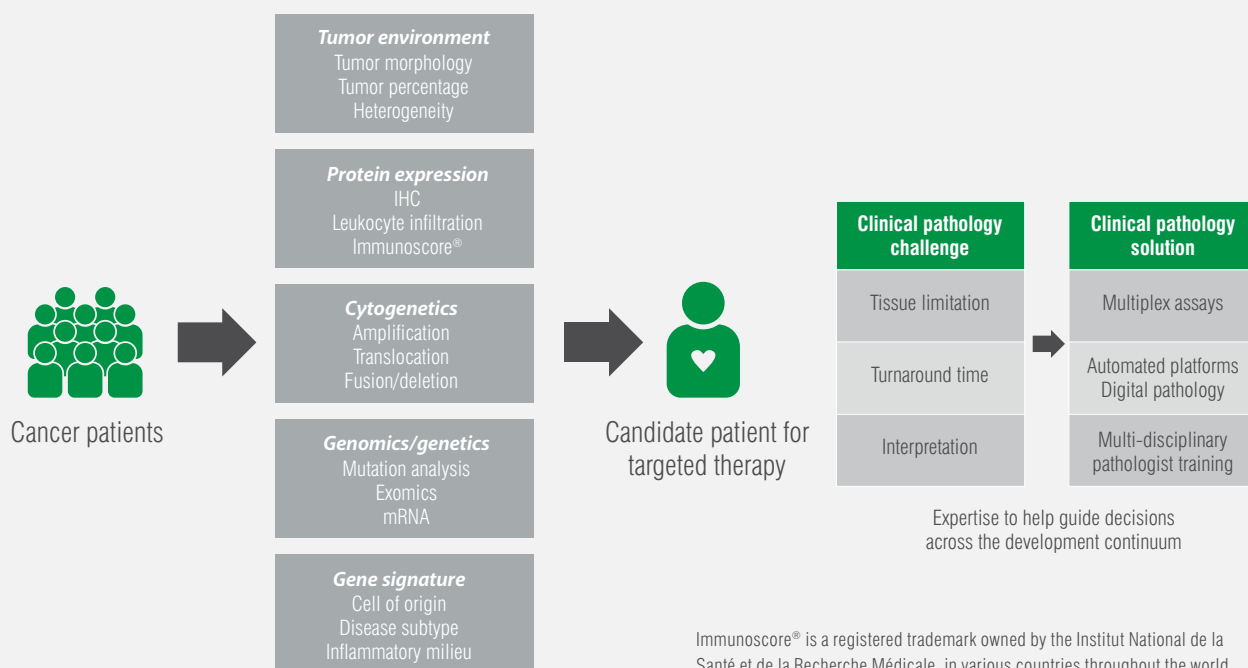 Tumor environment
Tumor morphology
Tumor percentage
Heterogeneity
Protein expression
IHC
Leukocyte infiltration
Immunoscore®
Cytogenetics
Amplification
Translocation
Fusion/deletion
Genomics/genetics
Mutation analysis
Exomics
mRNA
Gene signature
Cell of origin
Disease subtype
Inflammatory milieu
Cancer patients
Candidate patient for
targeted therapy
Clinical pathology
challenge
Tissue limitation
Turnaround time
Interpretation
Clinical pathology
solution
Multiplex assays
Automated platforms
Digital pathology
Multi-disciplinary
pathologist training
Expertise to help guide decisions
across the development continuum
Immunoscore® is a registered trademark owned by the Institut National de la
Santé et de la Recherche Médicale, in various countries throughout the world